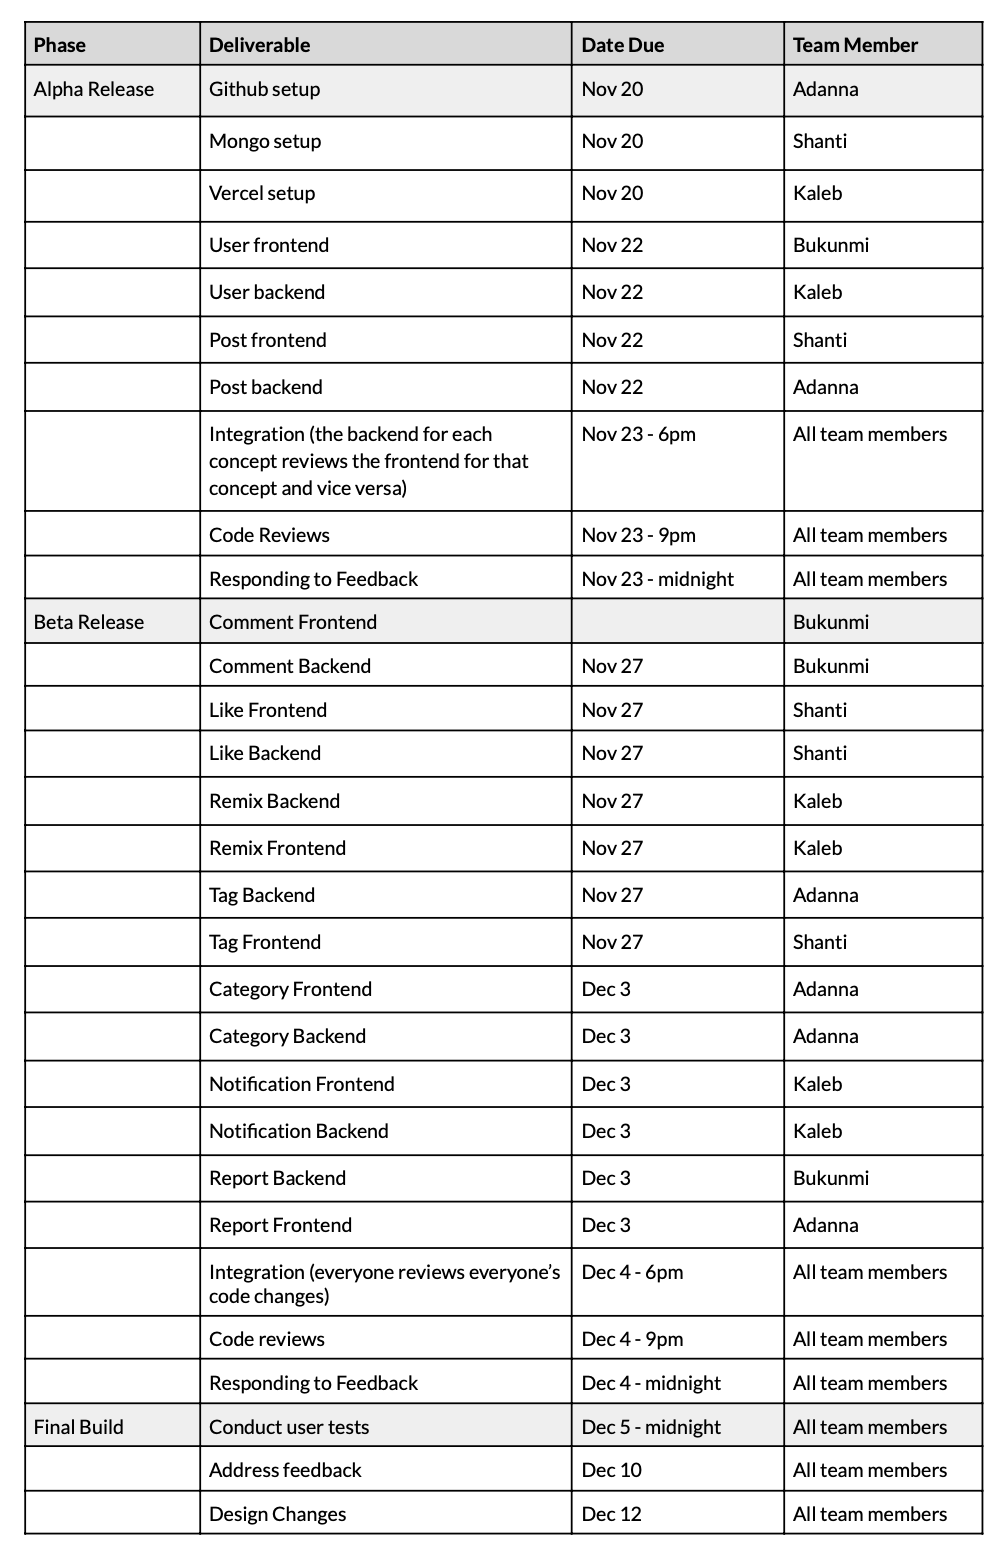 Phase Deliverable Date Due Team Member
Alpha Release Github setup Nov 20 Adanna
Mongo setup Nov 20 Shanti
Vercel setup Nov 20 Kaleb
User frontend Nov 22 Bukunmi
User backend Nov 22 Kaleb
Post frontend Nov 22 Shanti
Post backend Nov 22 Adanna
Integration (the backend for each Nov 23 - 6pm All team members
concept reviews the frontend for that
concept and vice versa)
Code Reviews Nov 23 - 9pm All team members
Responding to Feedback Nov 23 - midnight All team members
Beta Release Comment Frontend Bukunmi
Comment Backend Nov 27 Bukunmi
Like Frontend Nov 27 Shanti
Like Backend Nov 27 Shanti
Remix Backend Nov 27 Kaleb
Remix Frontend Nov 27 Kaleb
Tag Backend Nov 27 Adanna
Tag Frontend Nov 27 Shanti
Category Frontend Dec 3 Adanna
Category Backend Dec 3 Adanna
Notification Frontend Dec 3 Kaleb
Notification Backend Dec 3 Kaleb
Report Backend Dec 3 Bukunmi
Report Frontend Dec 3 Adanna
Integration (everyone reviews everyone's Dec 4 - 6pm All team members
code changes)
Code reviews Dec 4 - 9pm All team members
Responding to Feedback Dec 4 - midnight All team members
Final Build Conduct user tests Dec 5 - midnight All team members
Address feedback Dec 10 All team members
Design Changes Dec 12 All team members